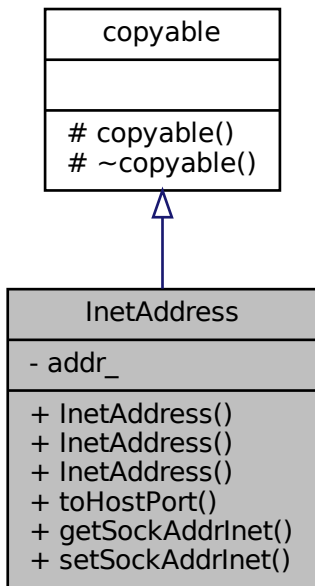 copyable
# copyable()
# ~copyable()
InetAddress
- addr_
+ InetAddress()
+ InetAddress()
+ InetAddress()
+ toHostPort()
+ getSockAddrInet()
+ setSockAddrInet()